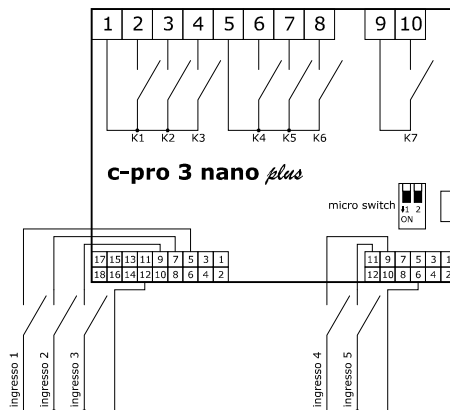 1 2 3 4 5 6 7 8 9 10
K1 K2 K3 K4 K5 K6 K7
c-pro 3 nano plus
micro switch
1 2
ON
17 15 13 11 9 7 5 3 1 11 9 7 5 3 1
18 16 14 12 10 8 6 4 2 12 10 8 6 4 2
ingresso 1
ingresso 2
ingresso 3
ingresso 4
ingresso 5